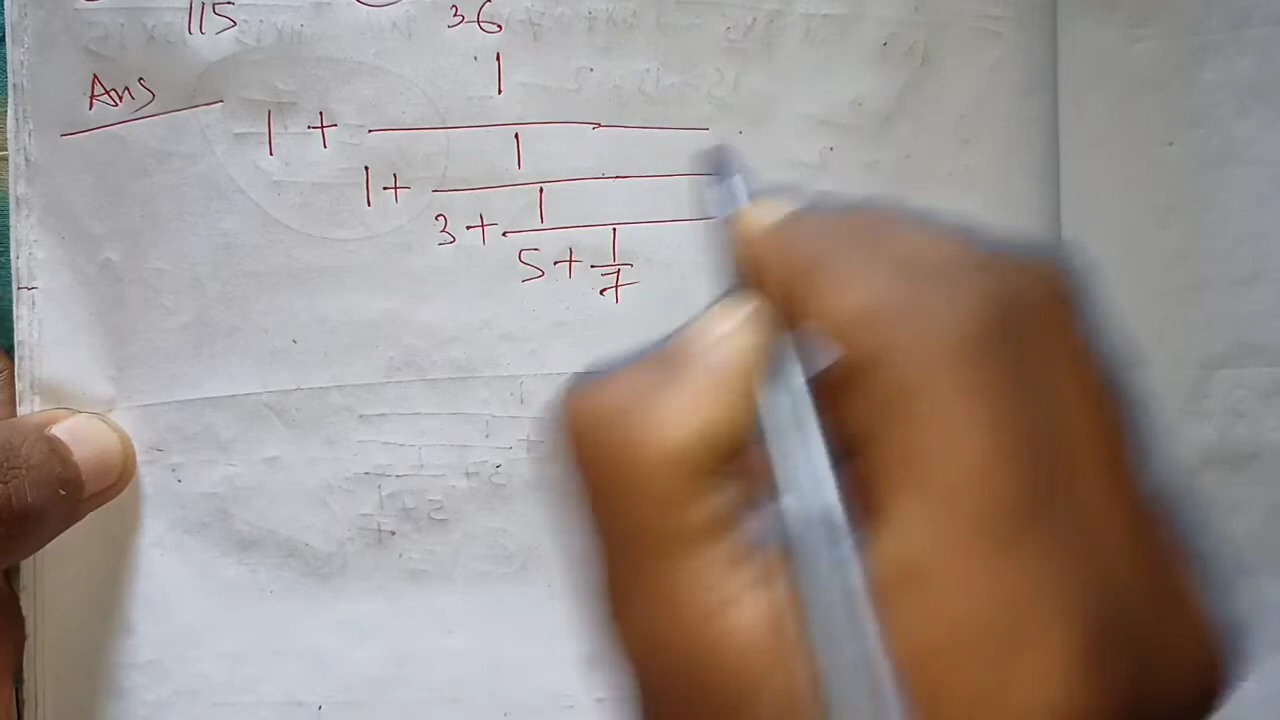 115 36
Ans
1
1 + ―――
1
1+ ―――
1
3 + ―――
5 + 1/7